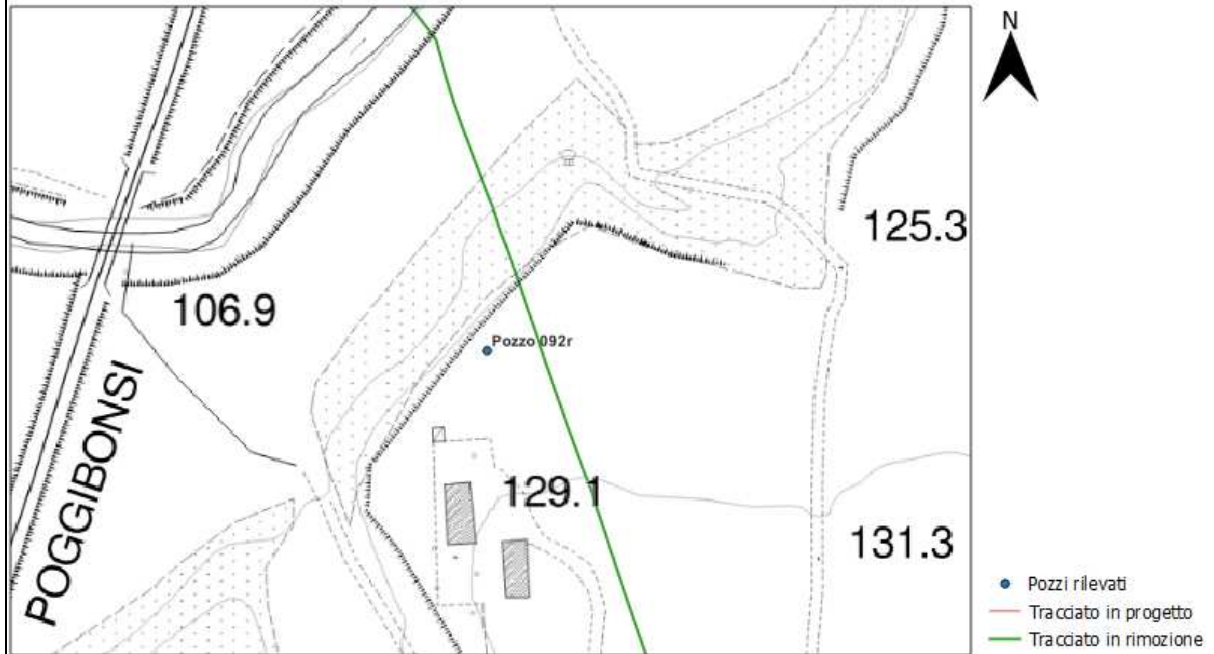 N
125.3
106.9
Pozzo 092r
POGGIBONSI
129.1
131.3
Pozzi rilevati
Tracciato in progetto
Tracciato in rimozione